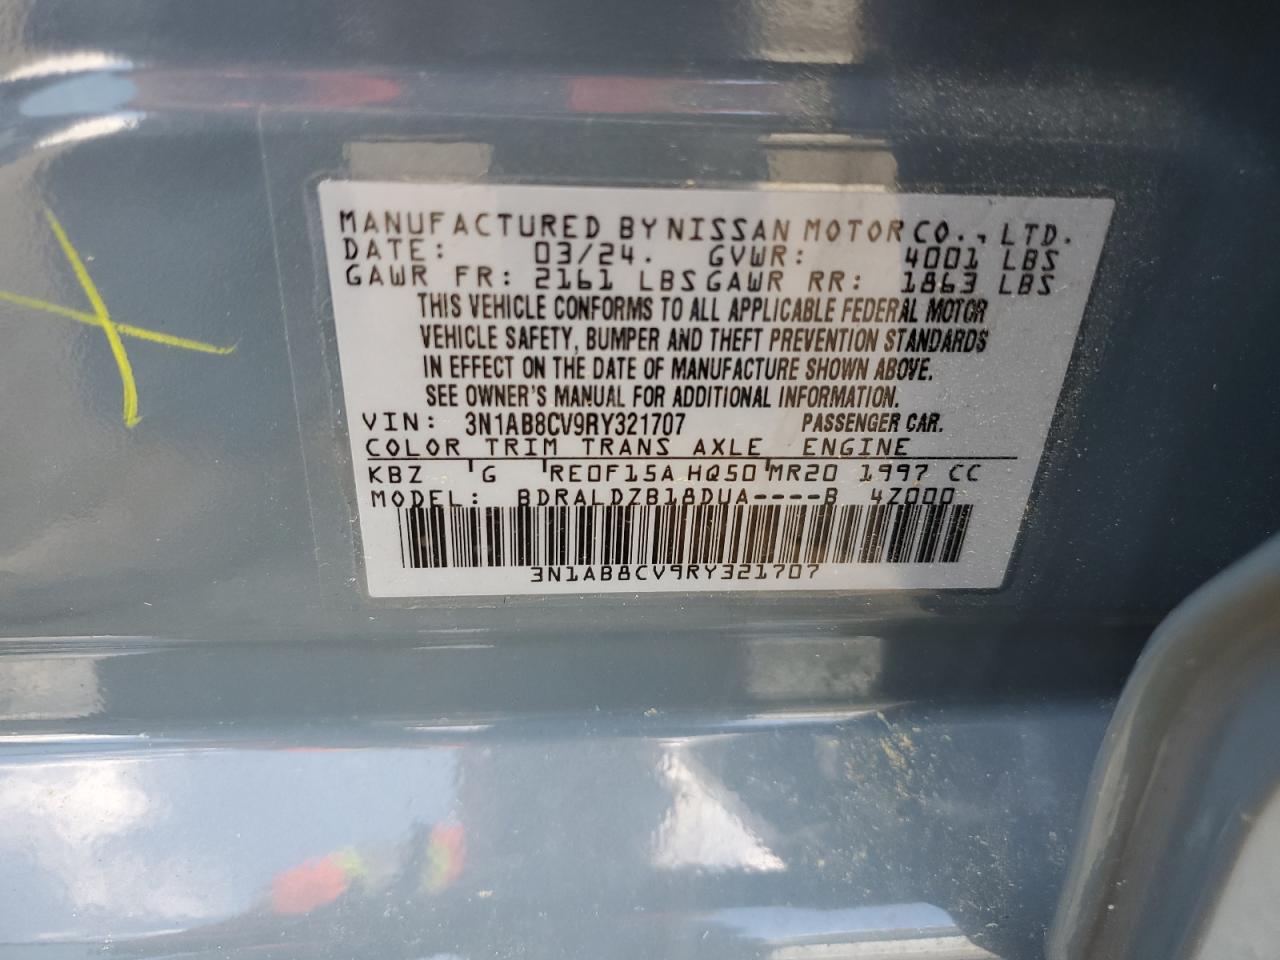 MANUFACTURED BY NISSAN MOTOR CO., LTD.
DATE: 03/24. GVWR: 4001 LBS
GAWR FR: 2161 LBS GAWR RR: 1863 LBS
THIS VEHICLE CONFORMS TO ALL APPLICABLE FEDERAL MOTOR
VEHICLE SAFETY, BUMPER AND THEFT PREVENTION STANDARDS
IN EFFECT ON THE DATE OF MANUFACTURE SHOWN ABOVE.
SEE OWNER'S MANUAL FOR ADDITIONAL INFORMATION.
VIN: 3N1AB8CV9RY321707 PASSENGER CAR.
COLOR TRIM TRANS AXLE ENGINE
KBZ G RE0F15A HQ50 MR20 1997 CC
MODEL: BDRALDZB18DUA----B 4Z000
3N1AB8CV9RY321707